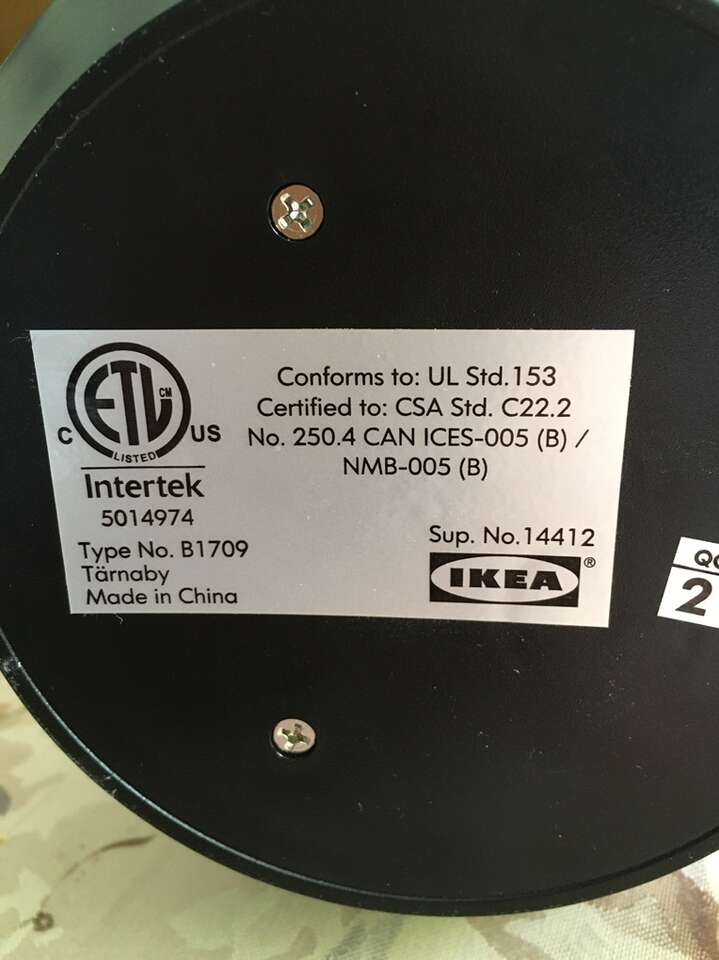 ETL CM
C US
LISTED
Intertek
5014974
Type No. B1709
Tärnaby
Made in China
Conforms to: UL Std.153
Certified to: CSA Std. C22.2
No. 250.4 CAN ICES-005 (B) /
NMB-005 (B)
Sup. No.14412
IKEA®
2